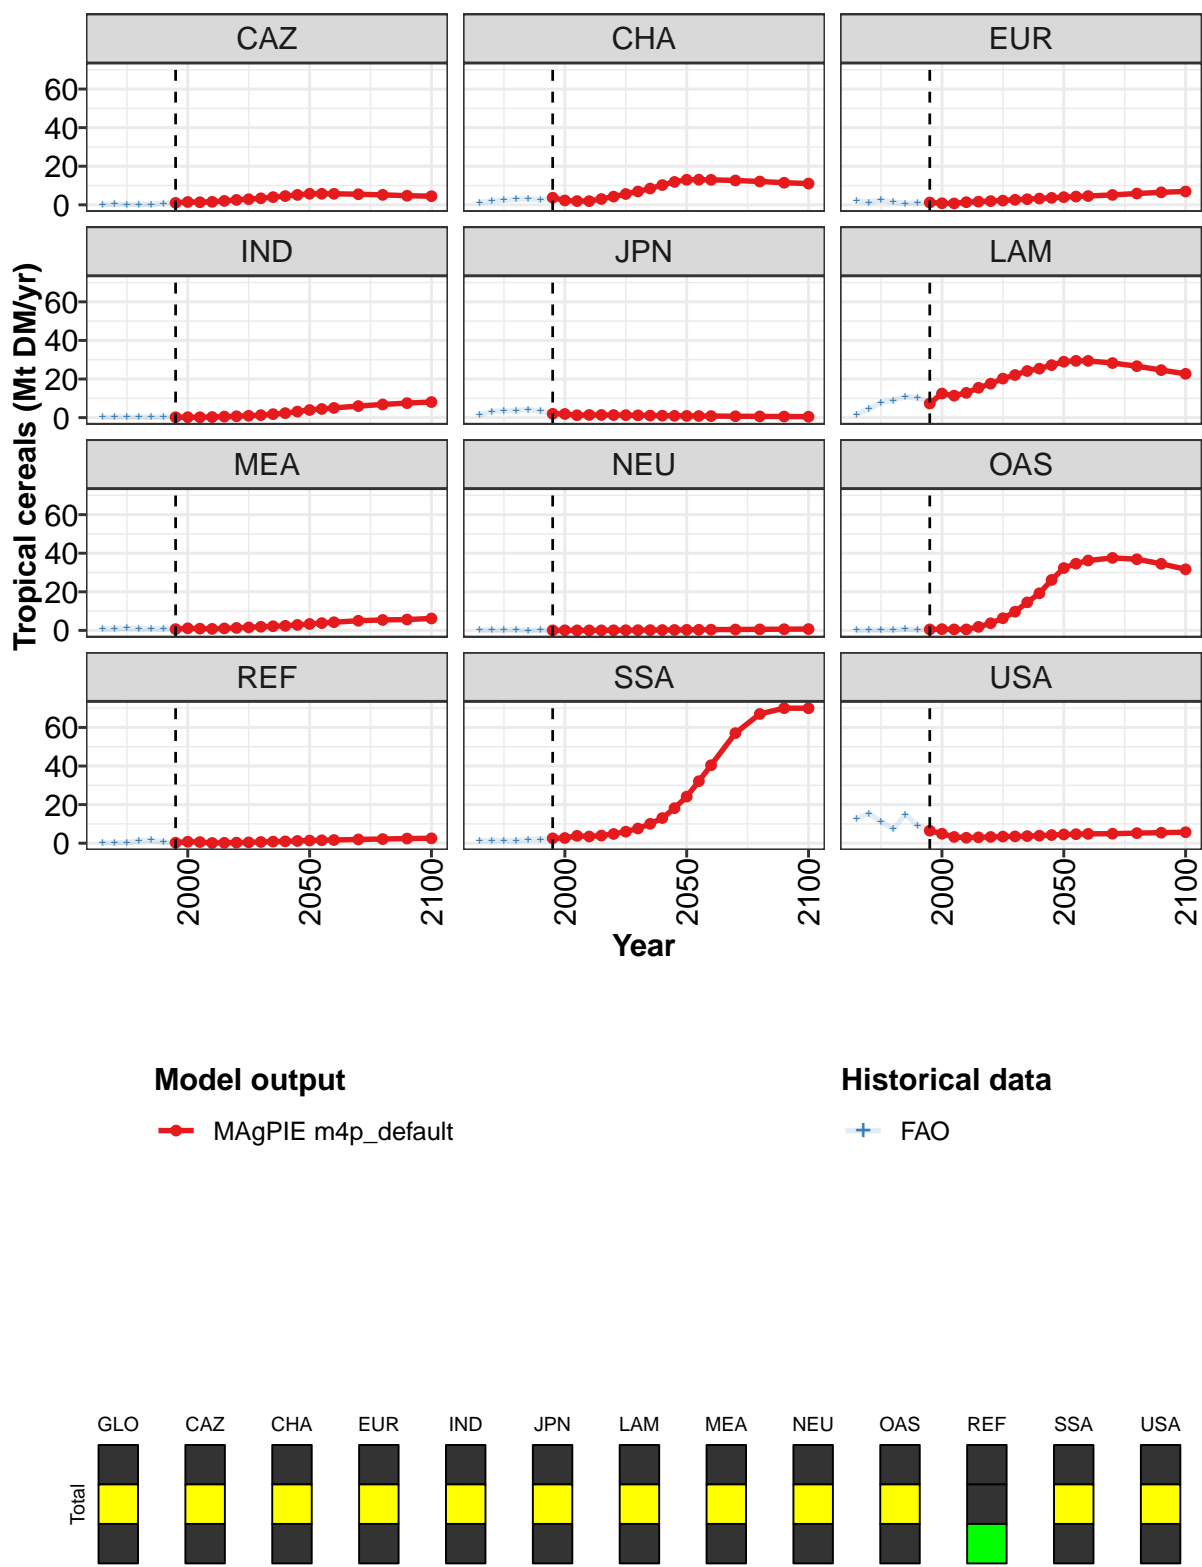 CAZ CHA EUR
60
40
20
0
IND JPN LAM
60
40
20
0
Tropical cereals (Mt DM/yr)
MEA NEU OAS
60
40
20
0
REF SSA USA
60
40
20
0
2000 2050 2100 2000 2050 2100 2000 2050 2100
Year
Model output Historical data
MAgPIE m4p_default FAO
GLO CAZ CHA EUR IND JPN LAM MEA NEU OAS REF SSA USA
Total